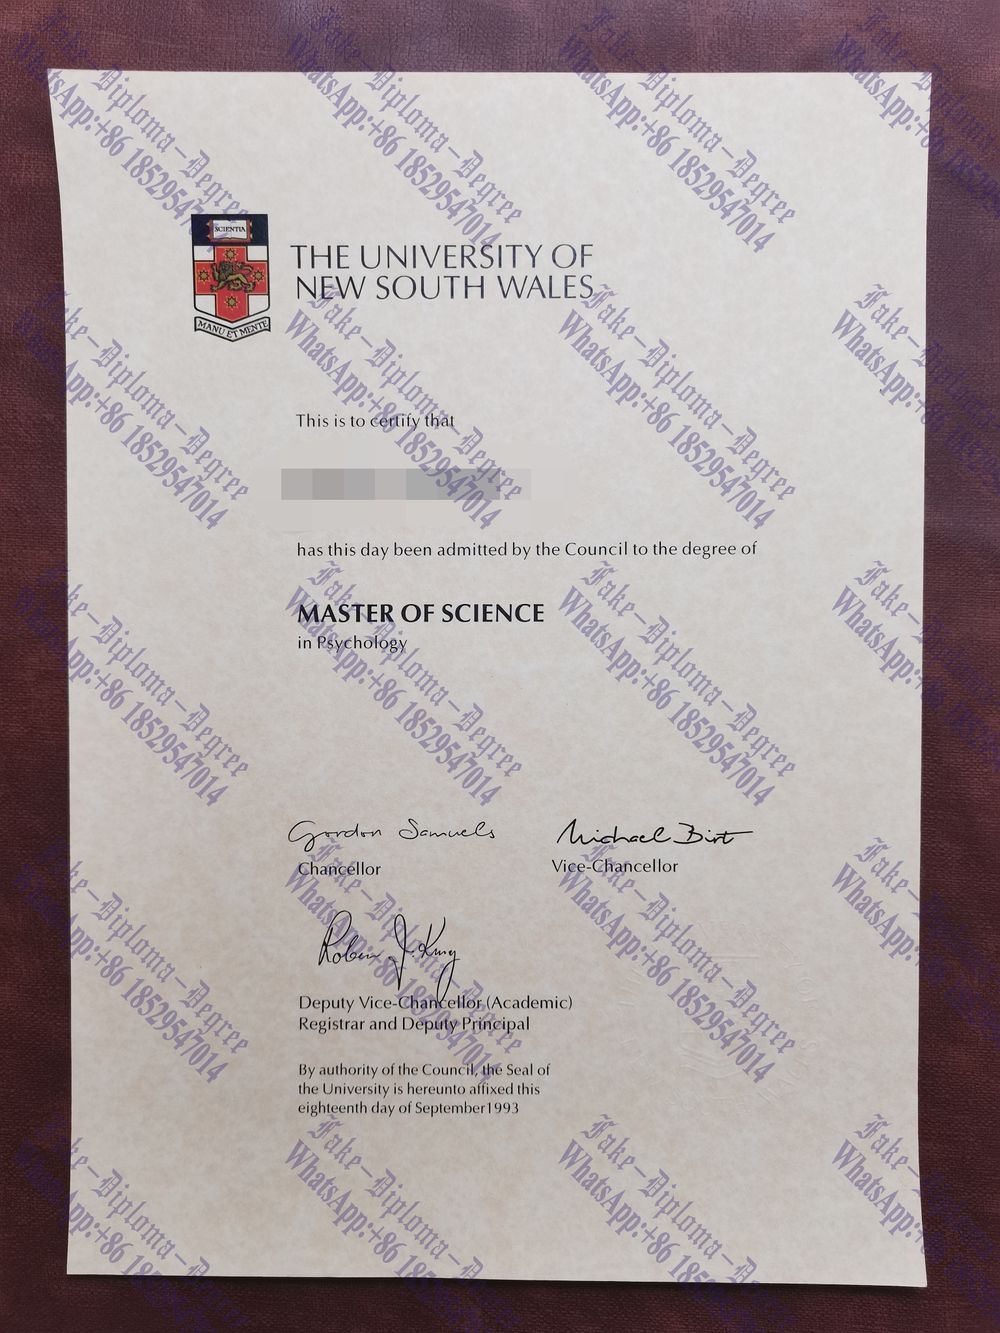 SCIENTIA
MANU ET MENTE
THE UNIVERSITY OF
NEW SOUTH WALES
This is to certify that
has this day been admitted by the Council to the degree of
MASTER OF SCIENCE
in Psychology
Gordon Samuels
Michael Birt
Chancellor
Vice-Chancellor
J. King
Deputy Vice-Chancellor (Academic)
Registrar and Deputy Principal
By authority of the Council, the Seal of
the University is hereunto affixed this
eighteenth day of September1993
Fake-Diploma-Degree
WhatsApp:+86 18529547014